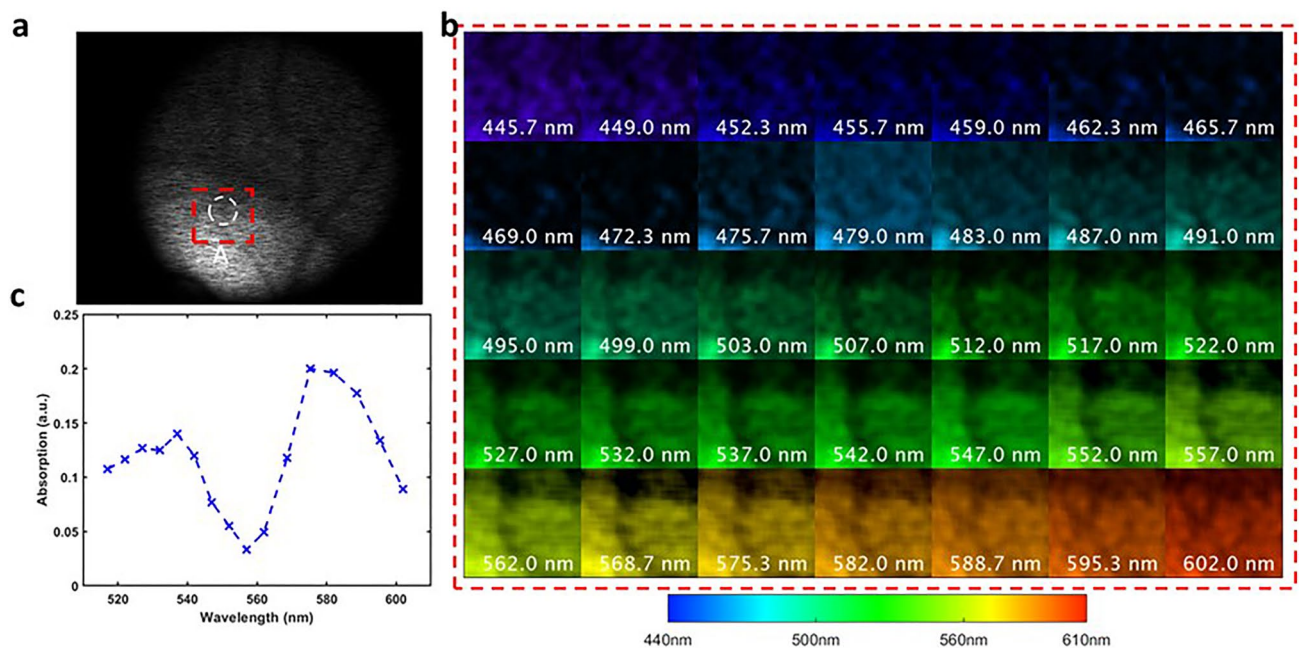 a
A
b
445.7 nm 449.0 nm 452.3 nm 455.7 nm 459.0 nm 462.3 nm 465.7 nm
469.0 nm 472.3 nm 475.7 nm 479.0 nm 483.0 nm 487.0 nm 491.0 nm
495.0 nm 499.0 nm 503.0 nm 507.0 nm 512.0 nm 517.0 nm 522.0 nm
527.0 nm 532.0 nm 537.0 nm 542.0 nm 547.0 nm 552.0 nm 557.0 nm
562.0 nm 568.7 nm 575.3 nm 582.0 nm 588.7 nm 595.3 nm 602.0 nm
440nm 500nm 560nm 610nm
c
0.25
0.2
0.15
0.1
0.05
0
Absorption (a.u.)
520 540 560 580 600
Wavelength (nm)